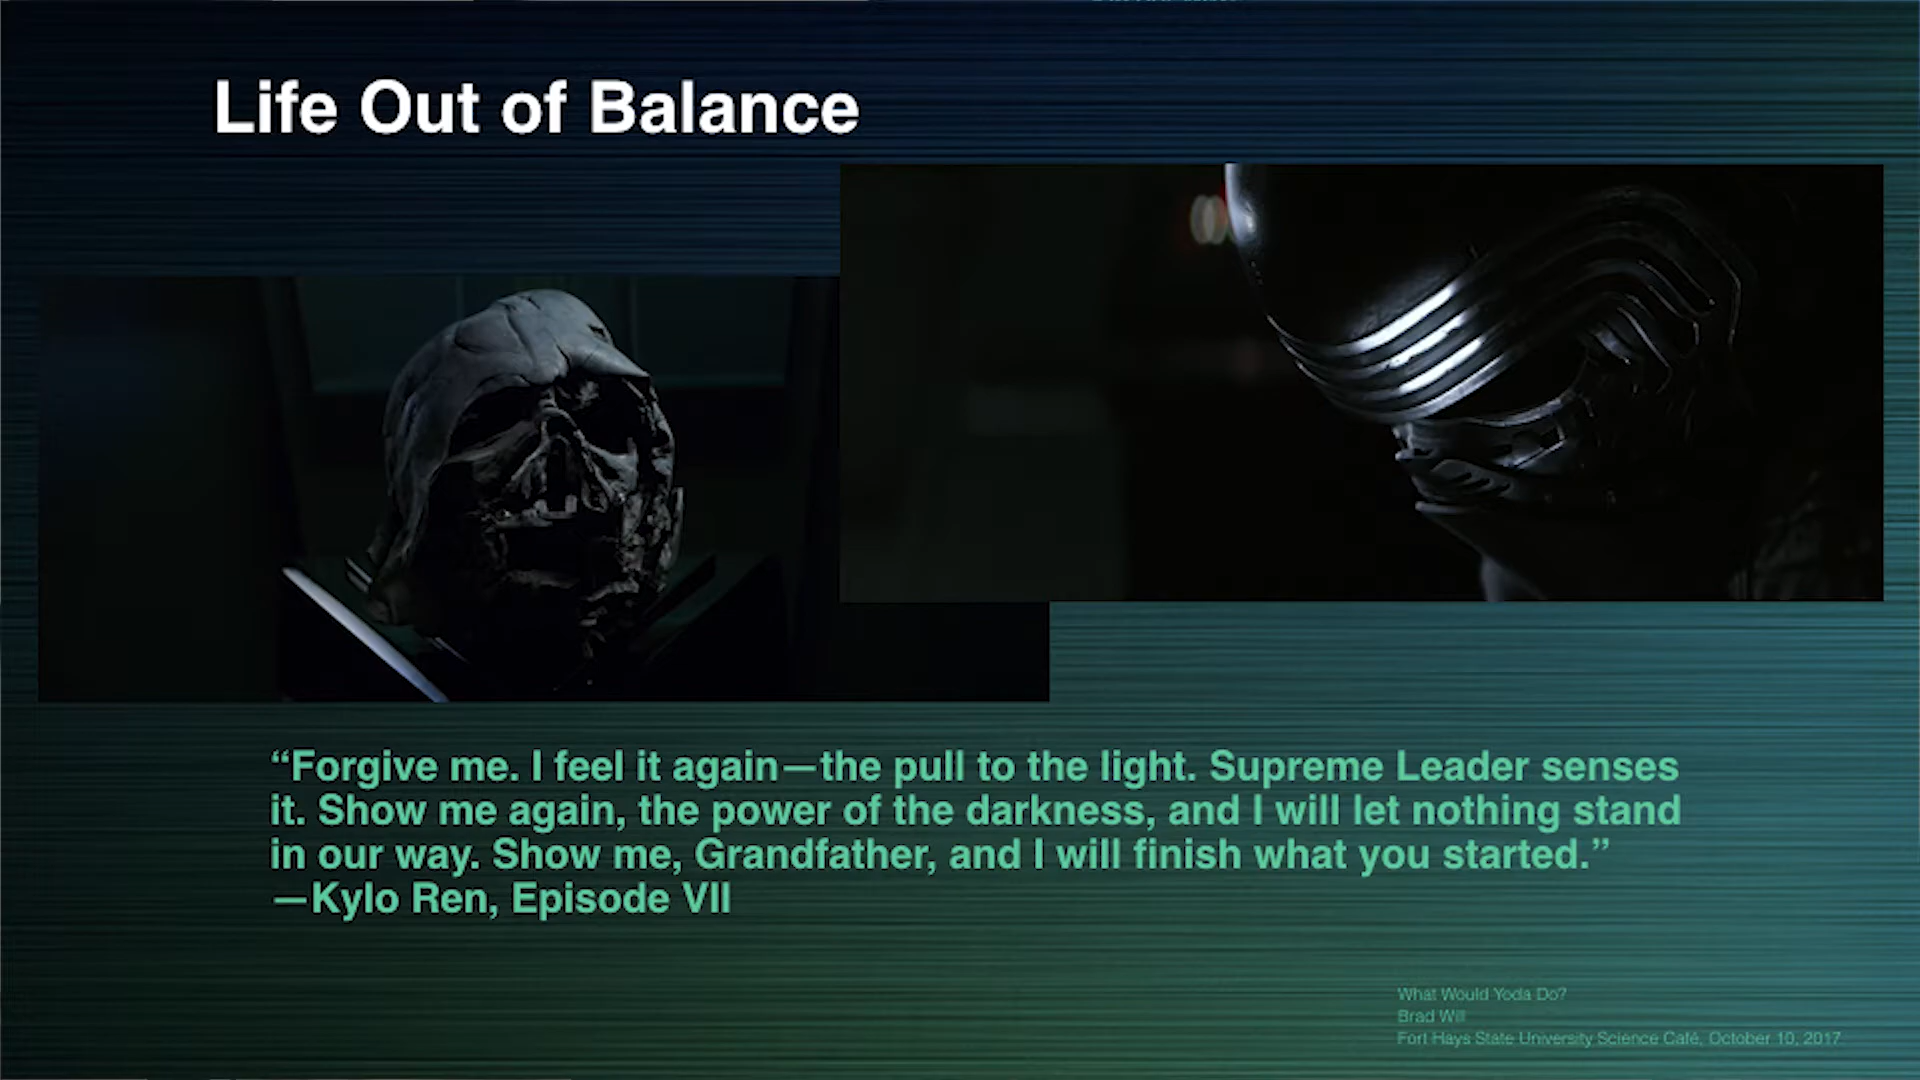 Life Out of Balance
“Forgive me. I feel it again—the pull to the light. Supreme Leader senses
it. Show me again, the power of the darkness, and I will let nothing stand
in our way. Show me, Grandfather, and I will finish what you started.”
—Kylo Ren, Episode VII
What Would Yoda Do?
Brad Will
Fort Hays State University Science Café, October 10, 2017